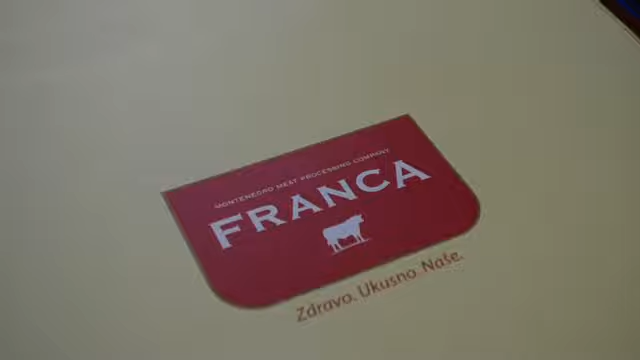 MONTENEGRO MEAT PROCESSING COMPANY
FRANCA
Zdravo. Ukusno. Naše.